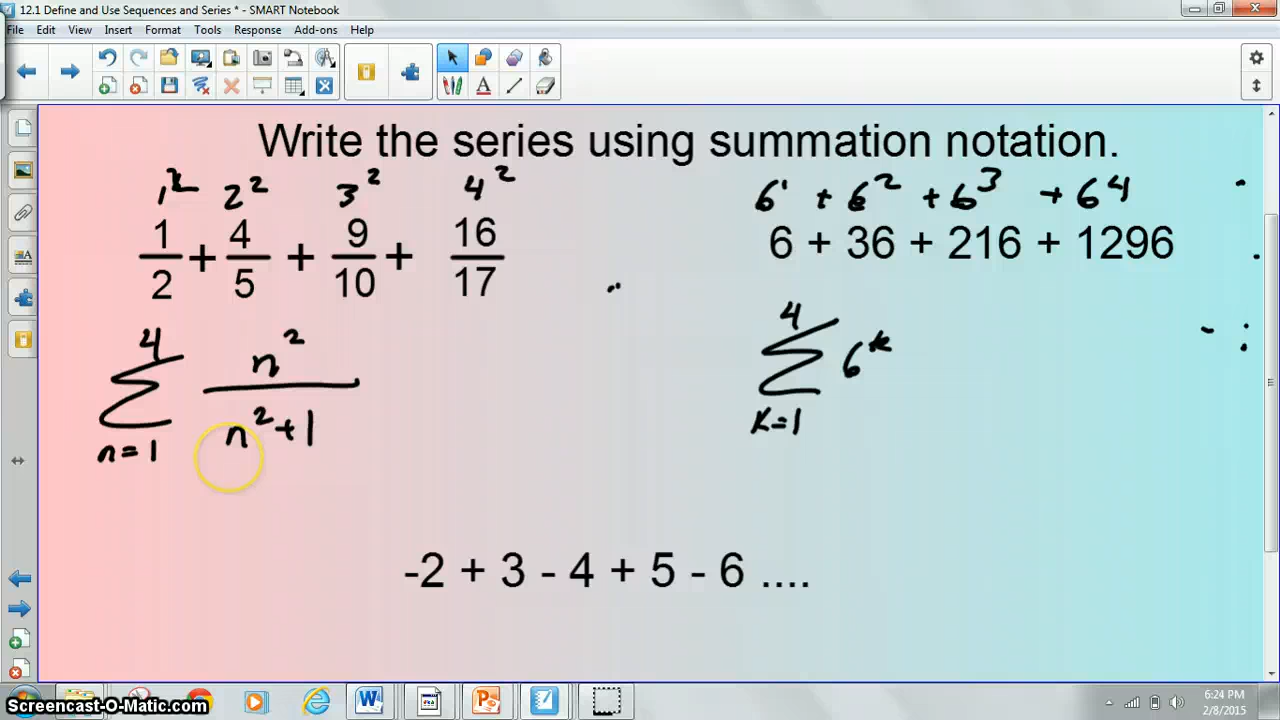 12.1 Define and Use Sequences and Series * - SMART Notebook
File Edit View Insert Format Tools Response Add-ons Help
Write the series using summation notation.
1² 2² 3² 4² 6¹ + 6² + 6³ + 6⁴
1/2 + 4/5 + 9/10 + 16/17 6 + 36 + 216 + 1296
4 n² 4
Σ ─── Σ 6ᵏ
n=1 n²+1 K=1
-2 + 3 - 4 + 5 - 6 ....
Screencast-O-Matic.com
6:24 PM
2/8/2015